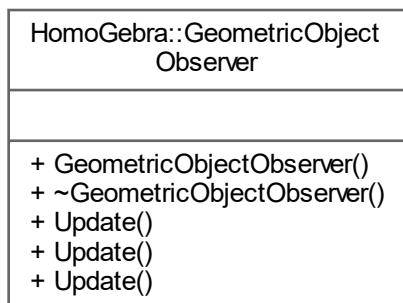 HomoGebra::GeometricObject
Observer
+ GeometricObjectObserver()
+ ~GeometricObjectObserver()
+ Update()
+ Update()
+ Update()